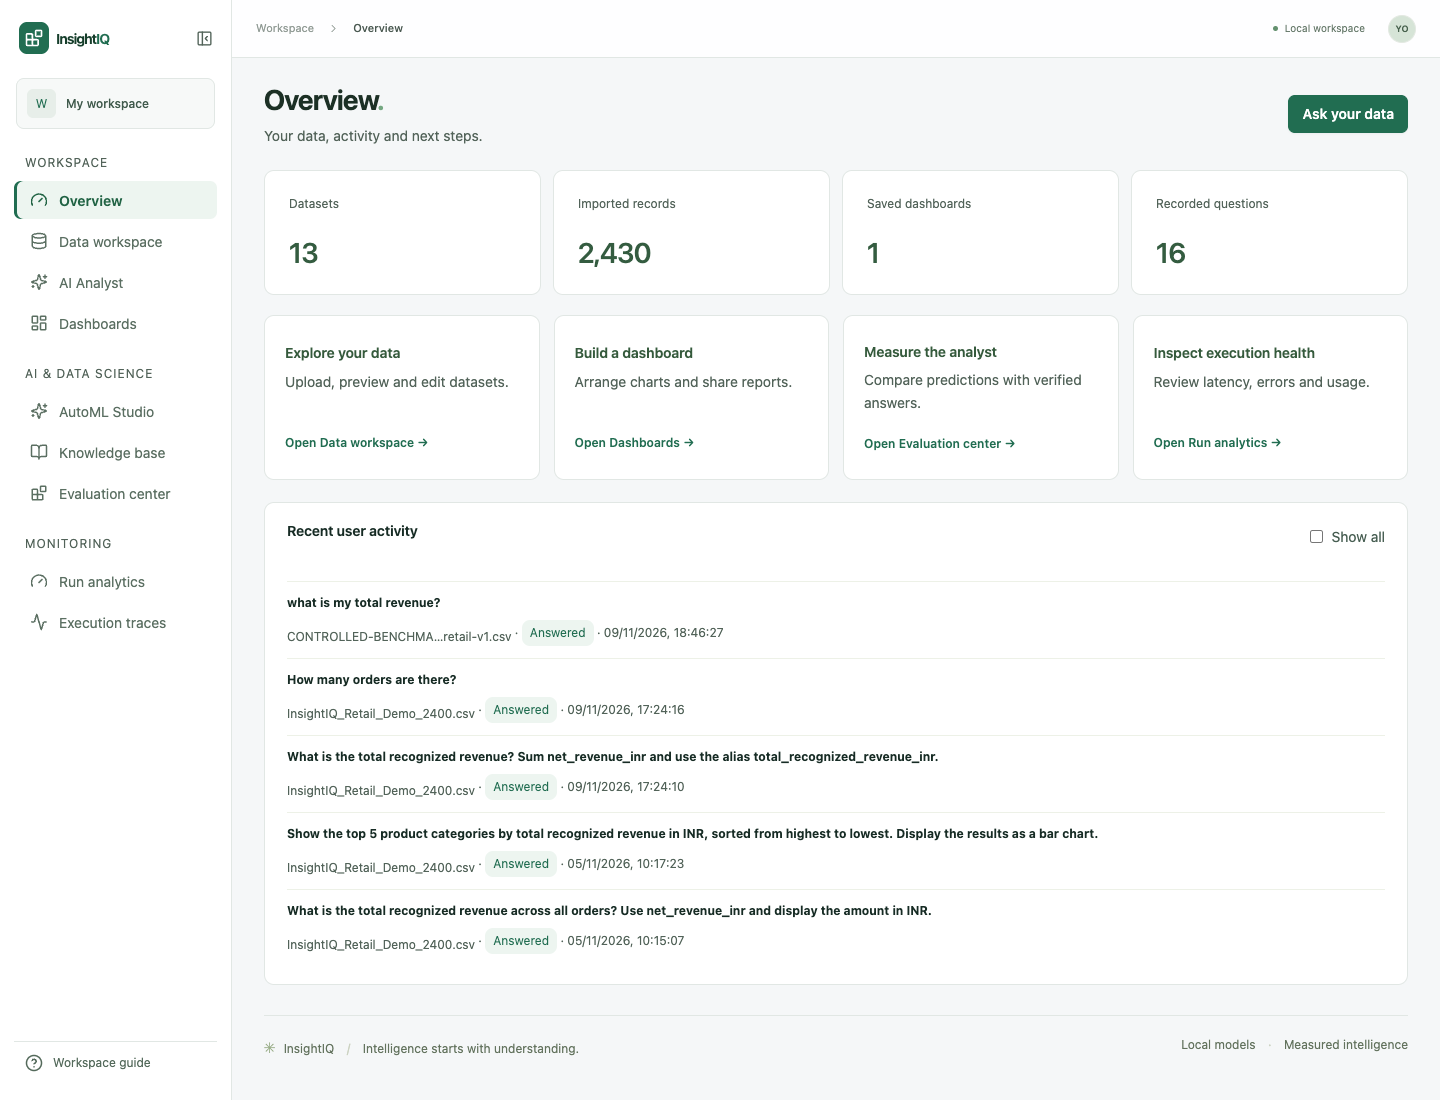 InsightIQ
W My workspace
WORKSPACE
Overview
Data workspace
AI Analyst
Dashboards
AI & DATA SCIENCE
AutoML Studio
Knowledge base
Evaluation center
MONITORING
Run analytics
Execution traces
Workspace guide
Workspace > Overview
Local workspace
YO
Overview.
Your data, activity and next steps.
Ask your data
Datasets
13
Imported records
2,430
Saved dashboards
1
Recorded questions
16
Explore your data
Upload, preview and edit datasets.
Open Data workspace →
Build a dashboard
Arrange charts and share reports.
Open Dashboards →
Measure the analyst
Compare predictions with verified
answers.
Open Evaluation center →
Inspect execution health
Review latency, errors and usage.
Open Run analytics →
Recent user activity
Show all
what is my total revenue?
CONTROLLED-BENCHMA...retail-v1.csv · Answered · 09/11/2026, 18:46:27
How many orders are there?
InsightIQ_Retail_Demo_2400.csv · Answered · 09/11/2026, 17:24:16
What is the total recognized revenue? Sum net_revenue_inr and use the alias total_recognized_revenue_inr.
InsightIQ_Retail_Demo_2400.csv · Answered · 09/11/2026, 17:24:10
Show the top 5 product categories by total recognized revenue in INR, sorted from highest to lowest. Display the results as a bar chart.
InsightIQ_Retail_Demo_2400.csv · Answered · 05/11/2026, 10:17:23
What is the total recognized revenue across all orders? Use net_revenue_inr and display the amount in INR.
InsightIQ_Retail_Demo_2400.csv · Answered · 05/11/2026, 10:15:07
InsightIQ / Intelligence starts with understanding.
Local models · Measured intelligence